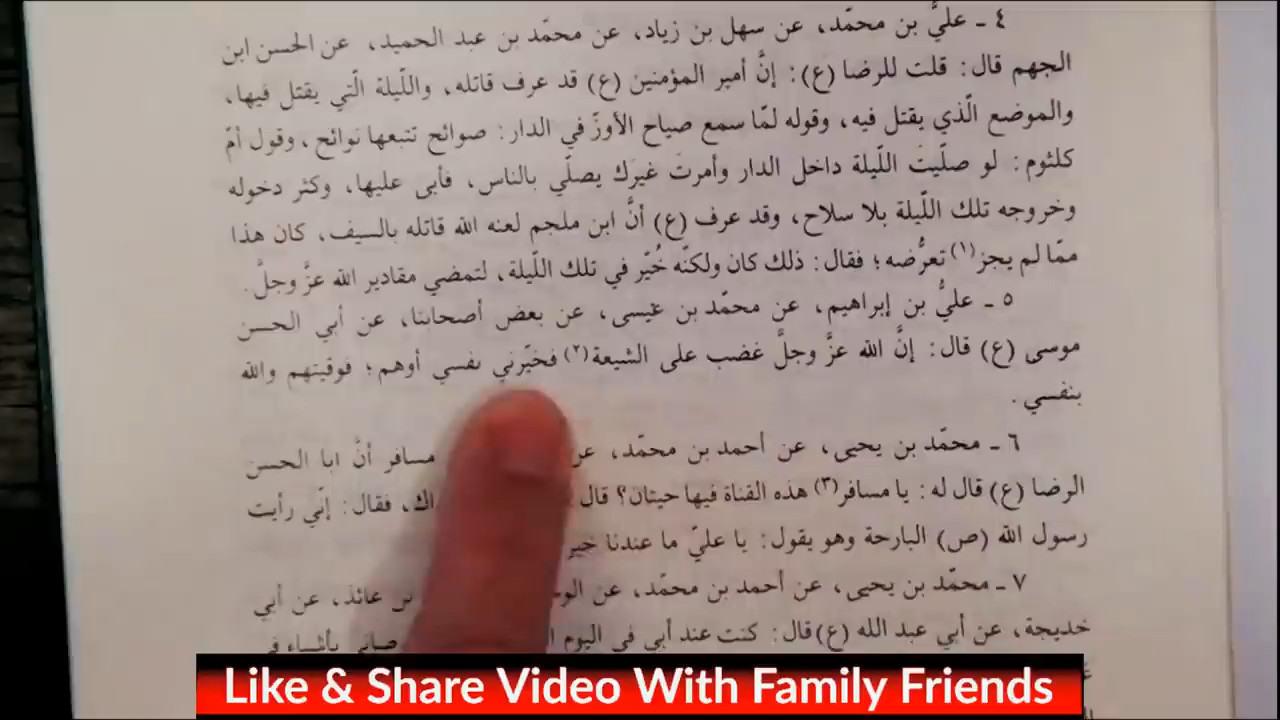 ٤ ـ عليُّ بن محمّد، عن سهل بن زياد، عن محمّد بن عبد الحميد، عن الحسن ابن
الجهم قال: قلت للرضا (ع): إنَّ أمير المؤمنين (ع) قد عرف قاتله، واللّيلة الّتي يقتل فيها،
والموضع الّذي يقتل فيه، وقوله لمّا سمع صياح الأوزّ في الدار: صوائح تتبعها نوائح، وقول أمّ
كلثوم: لو صلّيت اللّيلة داخل الدار وأمرت غيرك يصلّي بالناس، فأبى عليها، وكثر دخوله
وخروجه تلك اللّيلة بلا سلاح، وقد عرف (ع) أنَّ ابن ملجم لعنه الله قاتله بالسيف، كان هذا
ممّا لم يجز(١) تعرُّضه؛ فقال: ذلك كان ولكنّه خُيّر في تلك اللّيلة، لتمضي مقادير الله عزَّ وجلَّ.
٥ ـ عليُّ بن إبراهيم، عن محمّد بن عيسى، عن بعض أصحابنا، عن أبي الحسن
موسى (ع) قال: إنَّ الله عزَّ وجلَّ غضب على الشيعة(٢) فخيّرني نفسي أوهم؛ فوقيتهم والله
بنفسي.
٦ ـ محمّد بن يحيى، عن أحمد بن محمّد، عن مسافر أنَّ ابا الحسن
الرضا (ع) قال له: يا مسافر(٣) هذه القناة فيها حيتان؟ قال فقال: إنّي رأيت
رسول الله (ص) البارحة وهو يقول: يا عليّ ما عندنا خير
٧ ـ محمّد بن يحيى، عن أحمد بن محمّد، عن بن عائذ، عن أبي
خديجة، عن أبي عبد الله (ع) قال: كنت عند أبي في اليوم بأشياء في
Like & Share Video With Family Friends